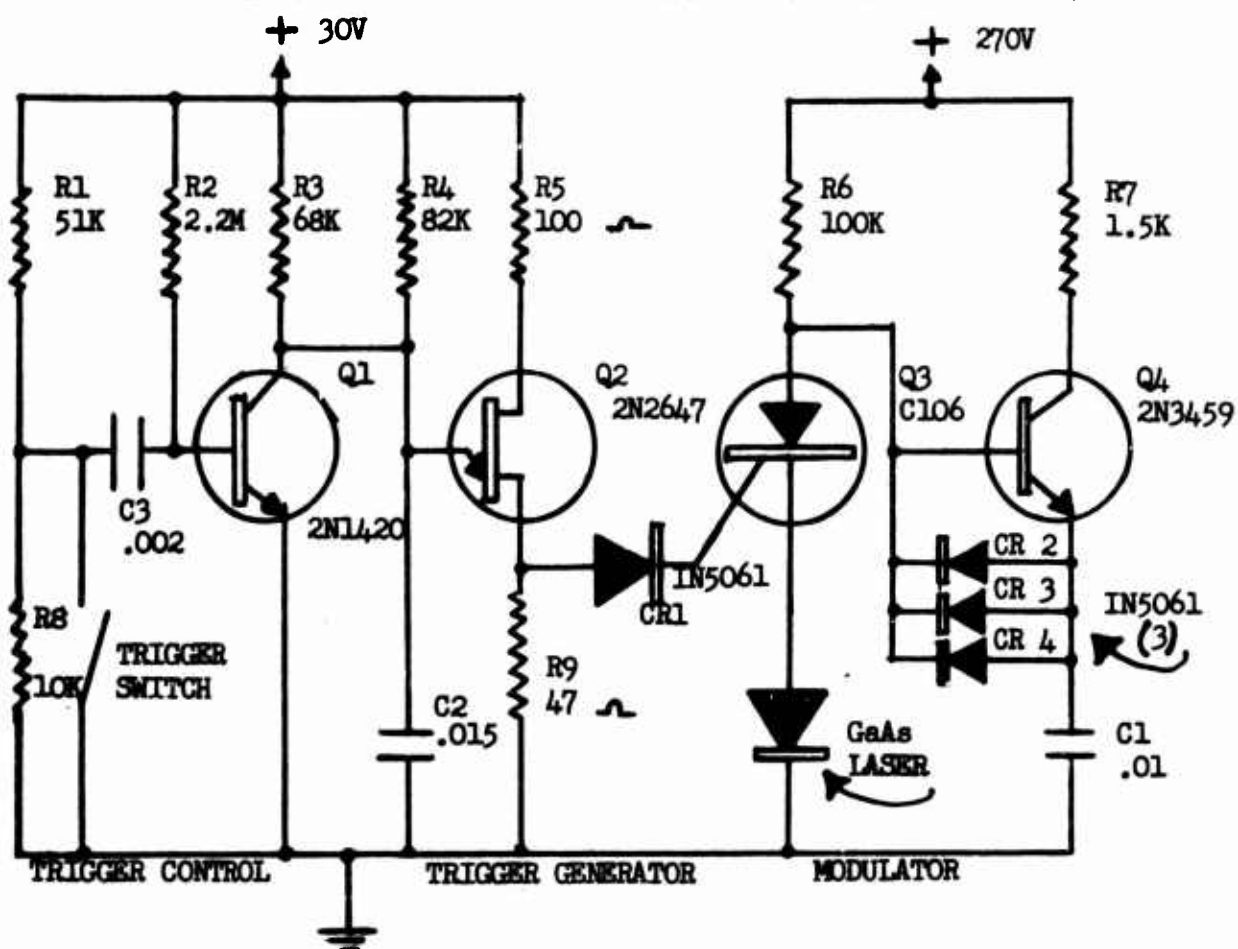 + 30V
+ 270V
R1
51K
R2
2.2M
R3
68K
R4
82K
R5
100
R6
100K
R7
1.5K
Q1
2N1420
Q2
2N2647
Q3
C106
Q4
2N3459
C3
.002
IN5061
CR1
CR 2
CR 3
CR 4
IN5061
(3)
R8
10K
TRIGGER
SWITCH
C2
.015
R9
47
GaAs
LASER
C1
.01
TRIGGER CONTROL
TRIGGER GENERATOR
MODULATOR